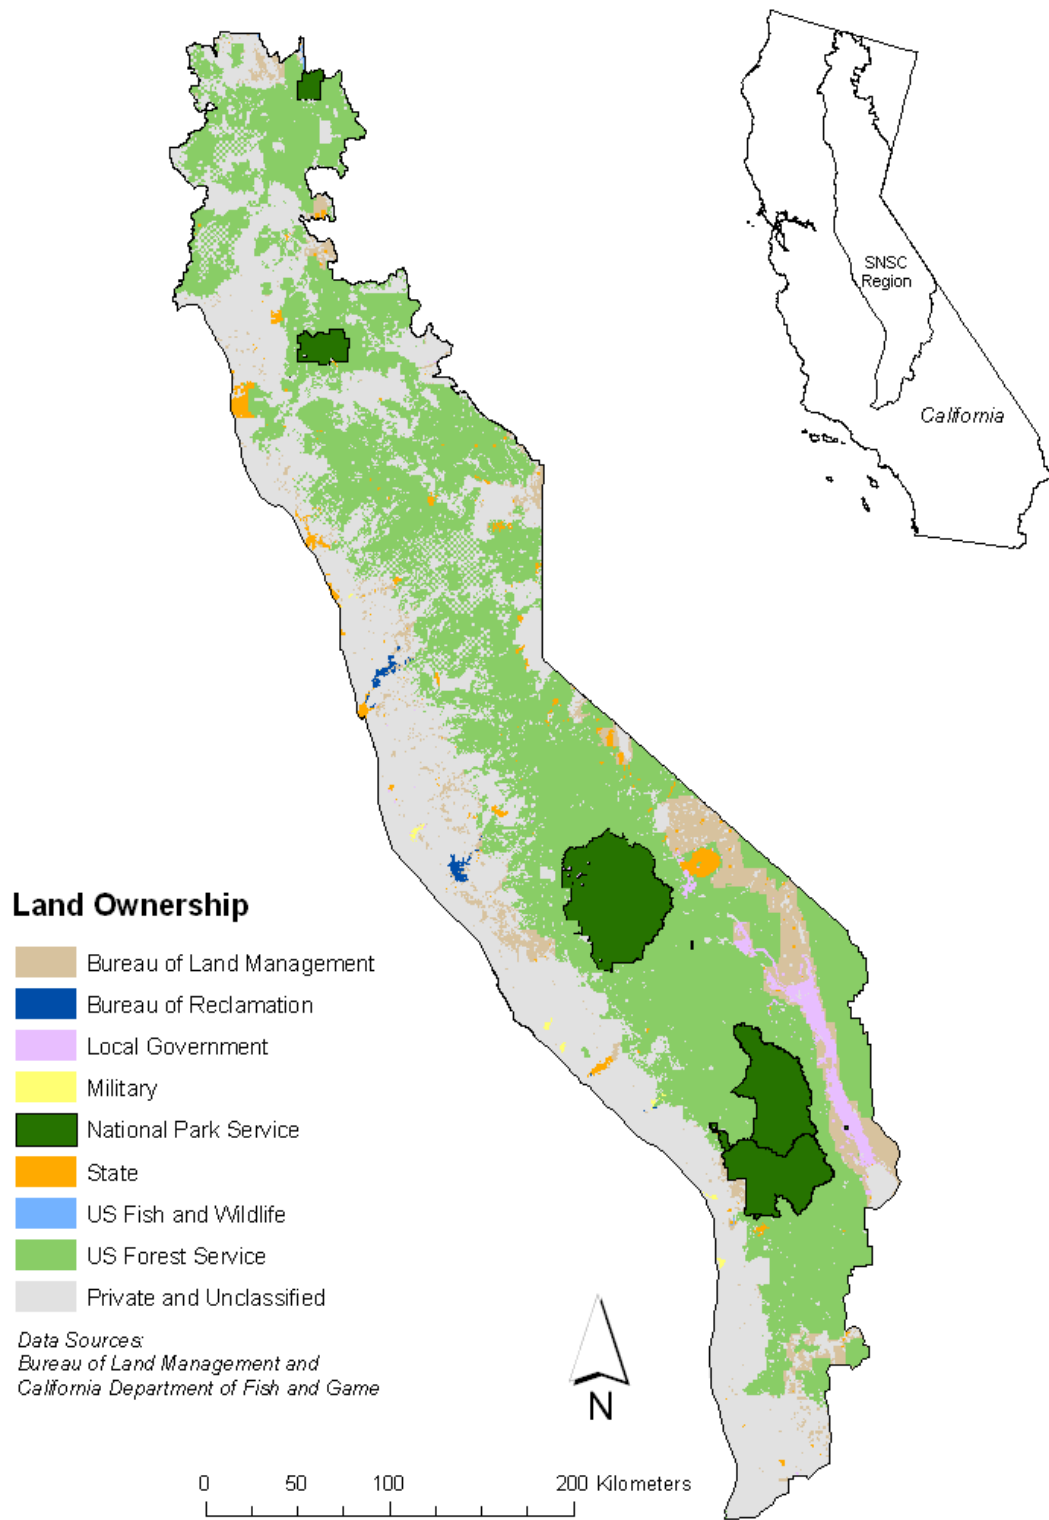 SNSC
Region
California
Land Ownership
Bureau of Land Management
Bureau of Reclamation
Local Government
Military
National Park Service
State
US Fish and Wildlife
US Forest Service
Private and Unclassified
Data Sources:
Bureau of Land Management and
California Department of Fish and Game
N
0 50 100 200 Kilometers